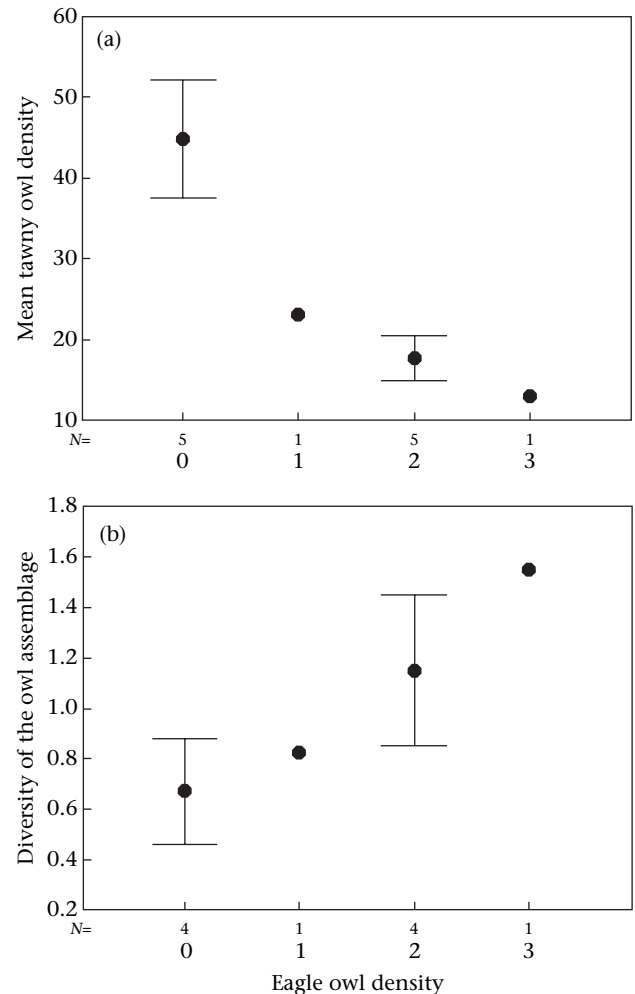 60
(a)
50
40
30
20
10
Mean tawny owl density
N= 5 1 5 1
0 1 2 3
1.8
(b)
1.6
1.4
1.2
1.0
0.8
0.6
0.4
0.2
Diversity of the owl assemblage
N= 4 1 4 1
0 1 2 3
Eagle owl density